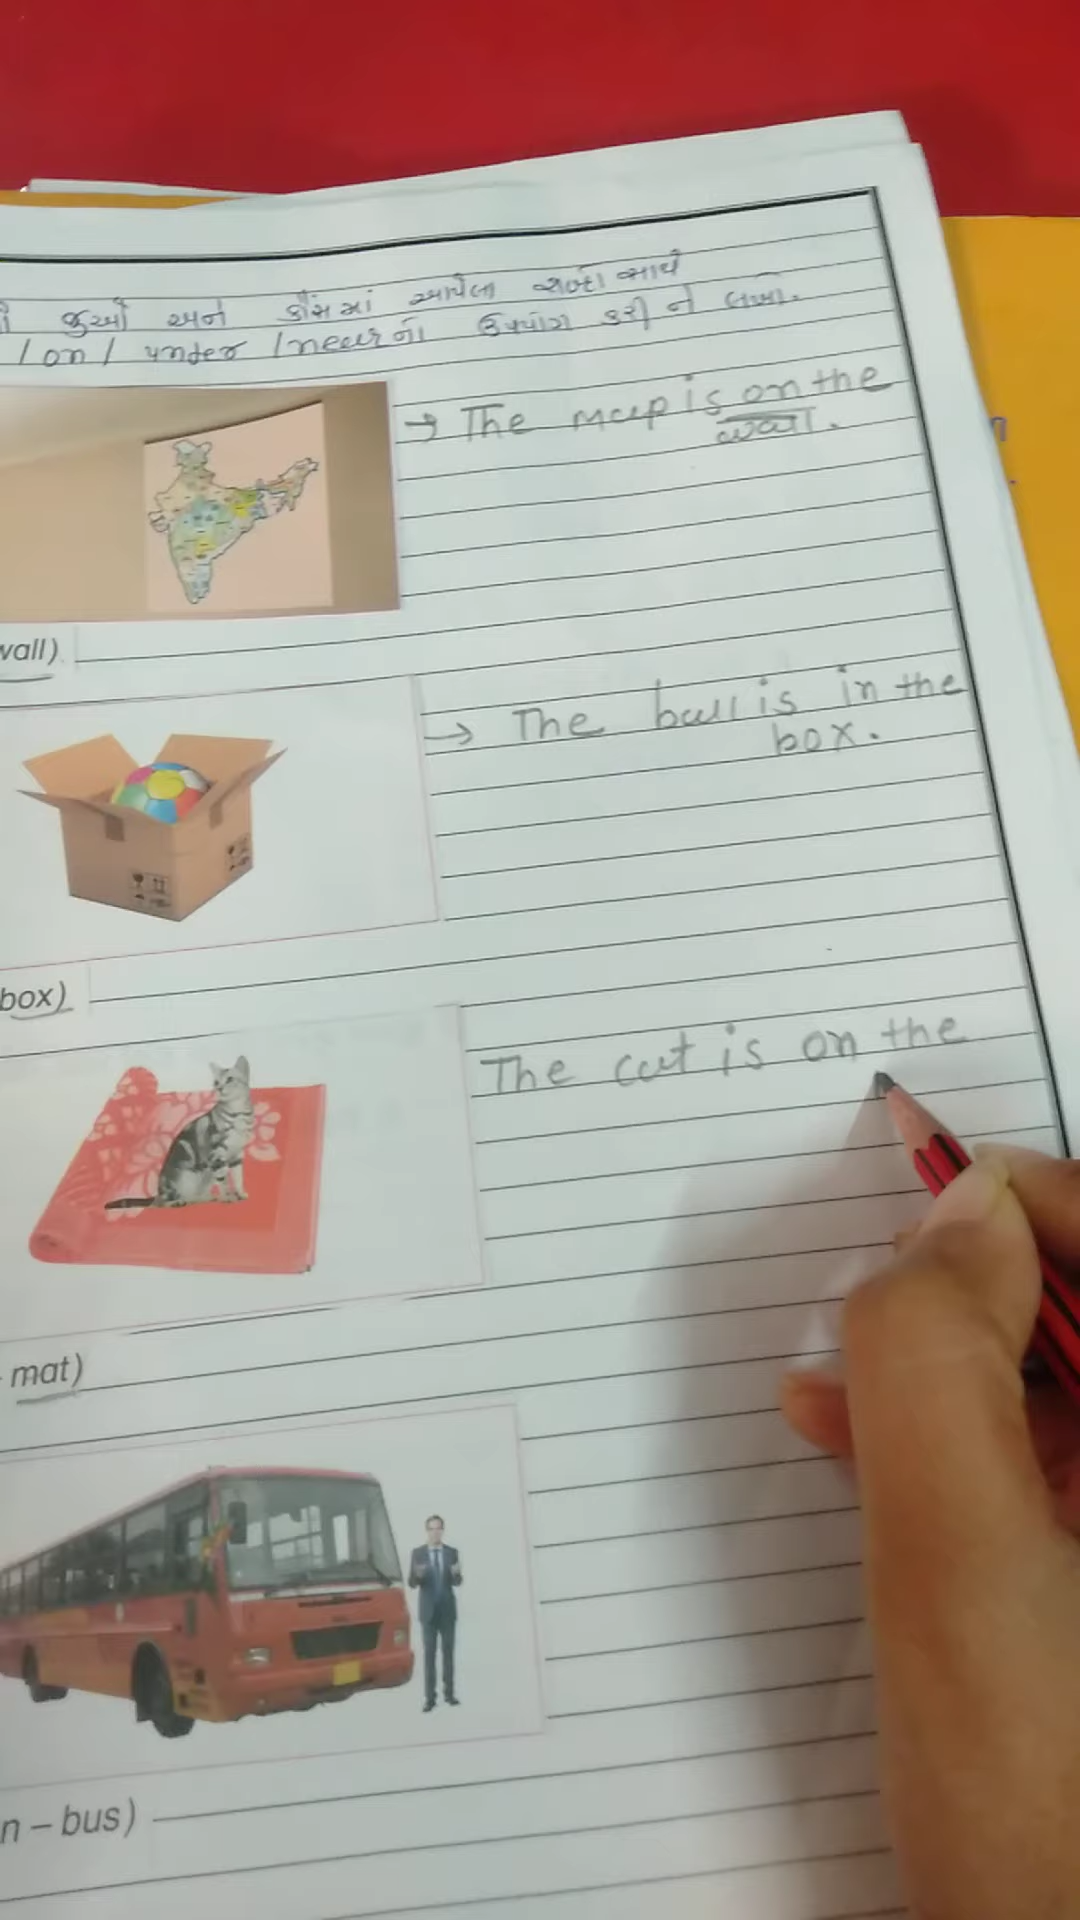 જુઓ અને કૌંસમાં આપેલા શબ્દો સાથે
/ on / under / near નો ઉપયોગ કરી ને લખો.
→ The map is on the
wall.
wall)
→ The ball is in the
box.
box)
The cat is on the
- mat)
n – bus)